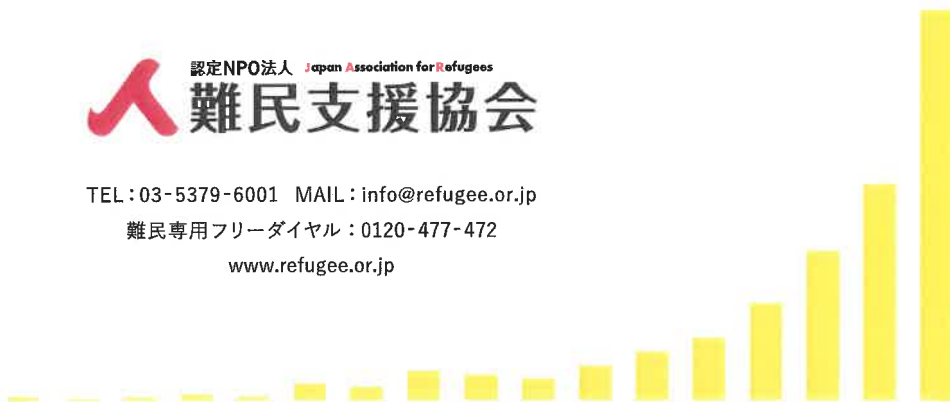 認定NPO法人 Japan Association for Refugees
難民支援協会
TEL：03-5379-6001 MAIL：info@refugee.or.jp
難民専用フリーダイヤル：0120-477-472
www.refugee.or.jp